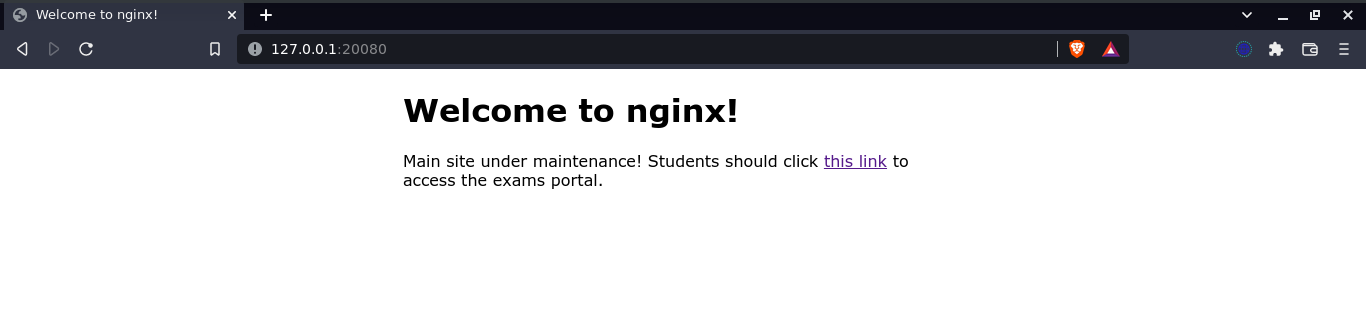 Welcome to nginx!
127.0.0.1:20080
Welcome to nginx!
Main site under maintenance! Students should click this link to
access the exams portal.